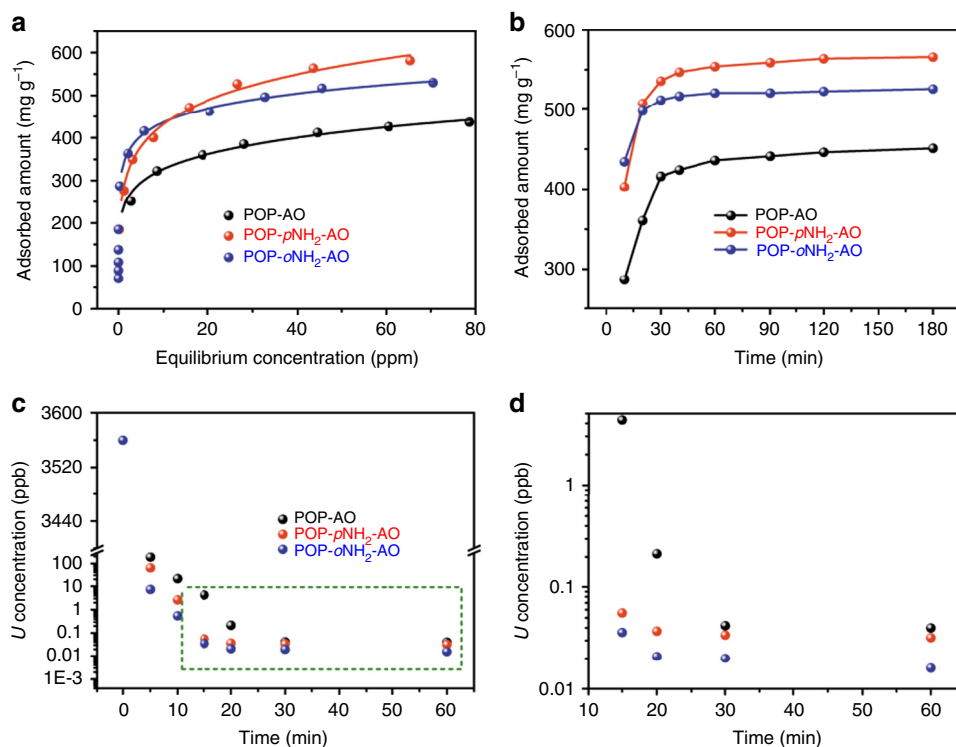 a
600
500
400
300
200
100
0
Adsorbed amount (mg g⁻¹)
POP-AO
POP-pNH₂-AO
POP-oNH₂-AO
0
20
40
60
80
Equilibrium concentration (ppm)
b
600
500
400
300
Adsorbed amount (mg g⁻¹)
POP-AO
POP-pNH₂-AO
POP-oNH₂-AO
0
30
60
90
120
150
180
Time (min)
c
3600
3520
3440
100
10
1
0.1
0.01
1E-3
U concentration (ppb)
POP-AO
POP-pNH₂-AO
POP-oNH₂-AO
0
10
20
30
40
50
60
Time (min)
d
1
0.1
0.01
U concentration (ppb)
10
20
30
40
50
60
Time (min)